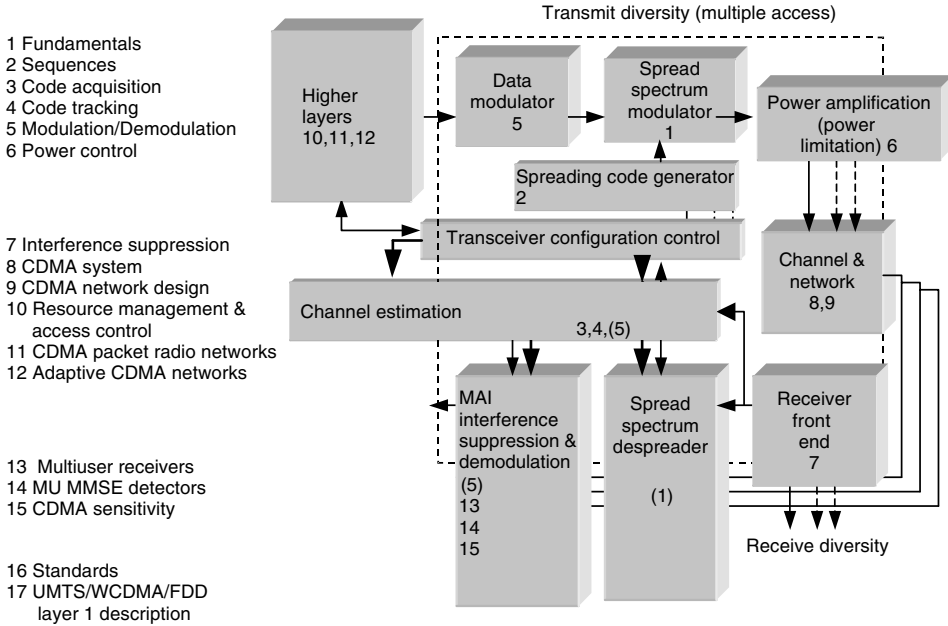 Transmit diversity (multiple access)
1 Fundamentals
2 Sequences
3 Code acquisition
4 Code tracking
5 Modulation/Demodulation
6 Power control
7 Interference suppression
8 CDMA system
9 CDMA network design
10 Resource management &
access control
11 CDMA packet radio networks
12 Adaptive CDMA networks
13 Multiuser receivers
14 MU MMSE detectors
15 CDMA sensitivity
16 Standards
17 UMTS/WCDMA/FDD
layer 1 description
Higher
layers
10,11,12
Data
modulator
5
Spread
spectrum
modulator
1
Power amplification
(power
limitation) 6
Spreading code generator
2
Transceiver configuration control
Channel &
network
8,9
Channel estimation
3,4,(5)
MAI
interference
suppression &
demodulation
(5)
13
14
15
Spread
spectrum
despreader
(1)
Receiver
front
end
7
Receive diversity